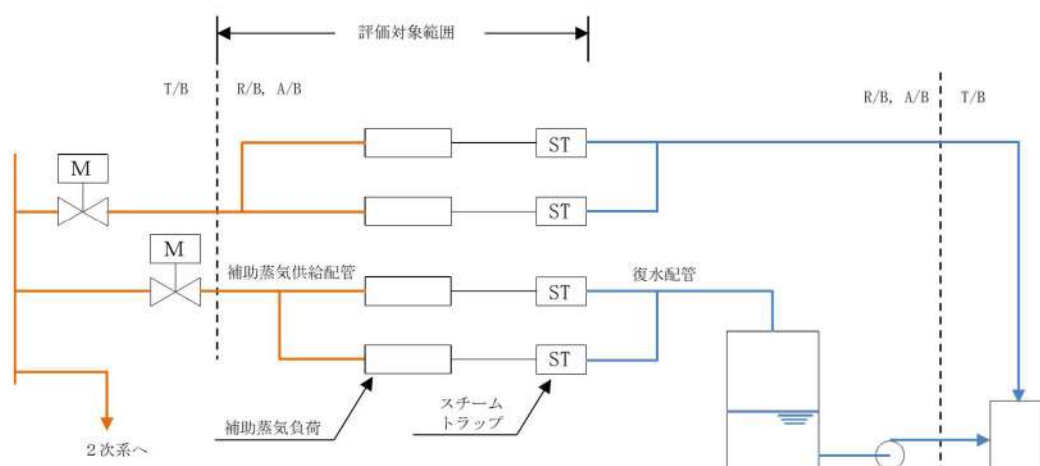 評価対象範囲
T/B
R/B, A/B
R/B, A/B
T/B
M
ST
ST
M
補助蒸気供給配管
復水配管
ST
ST
スチーム
トラップ
補助蒸気負荷
2次系へ